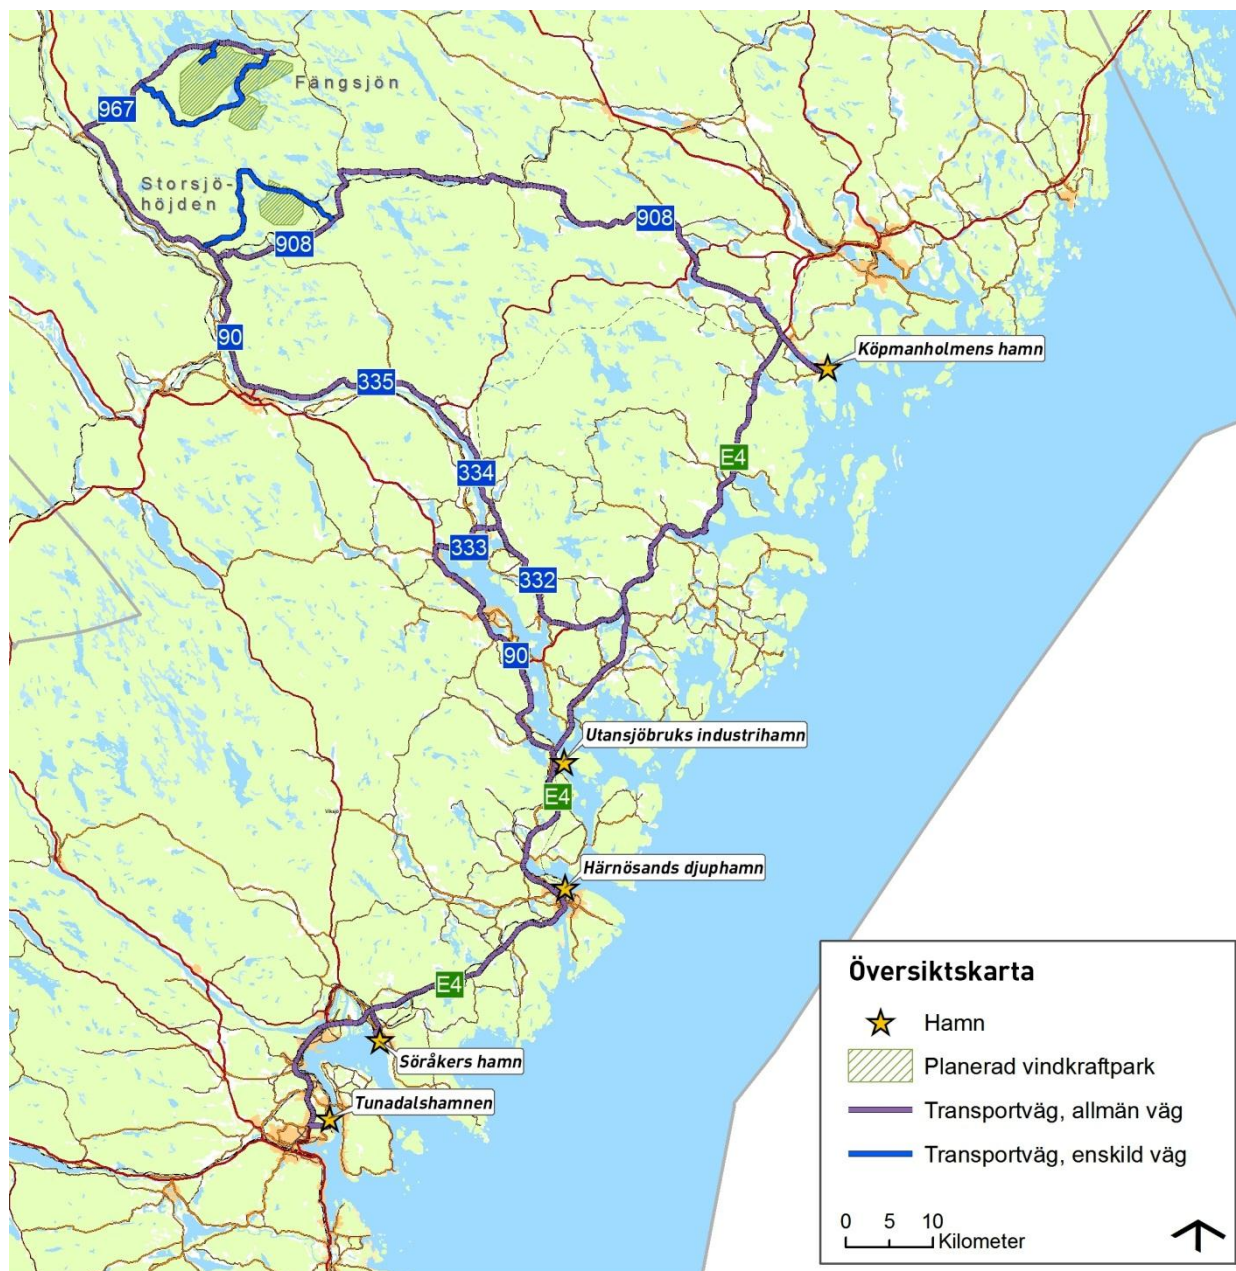 Fängsjön
967
Storsjö-
höjden
908
908
90
Köpmanholmens hamn
335
E4
334
333
332
90
Utansjöbruks industrihamn
E4
Härnösands djuphamn
E4
Söråkers hamn
Tunadalshamnen
Översiktskarta
Hamn
Planerad vindkraftpark
Transportväg, allmän väg
Transportväg, enskild väg
0 5 10
Kilometer